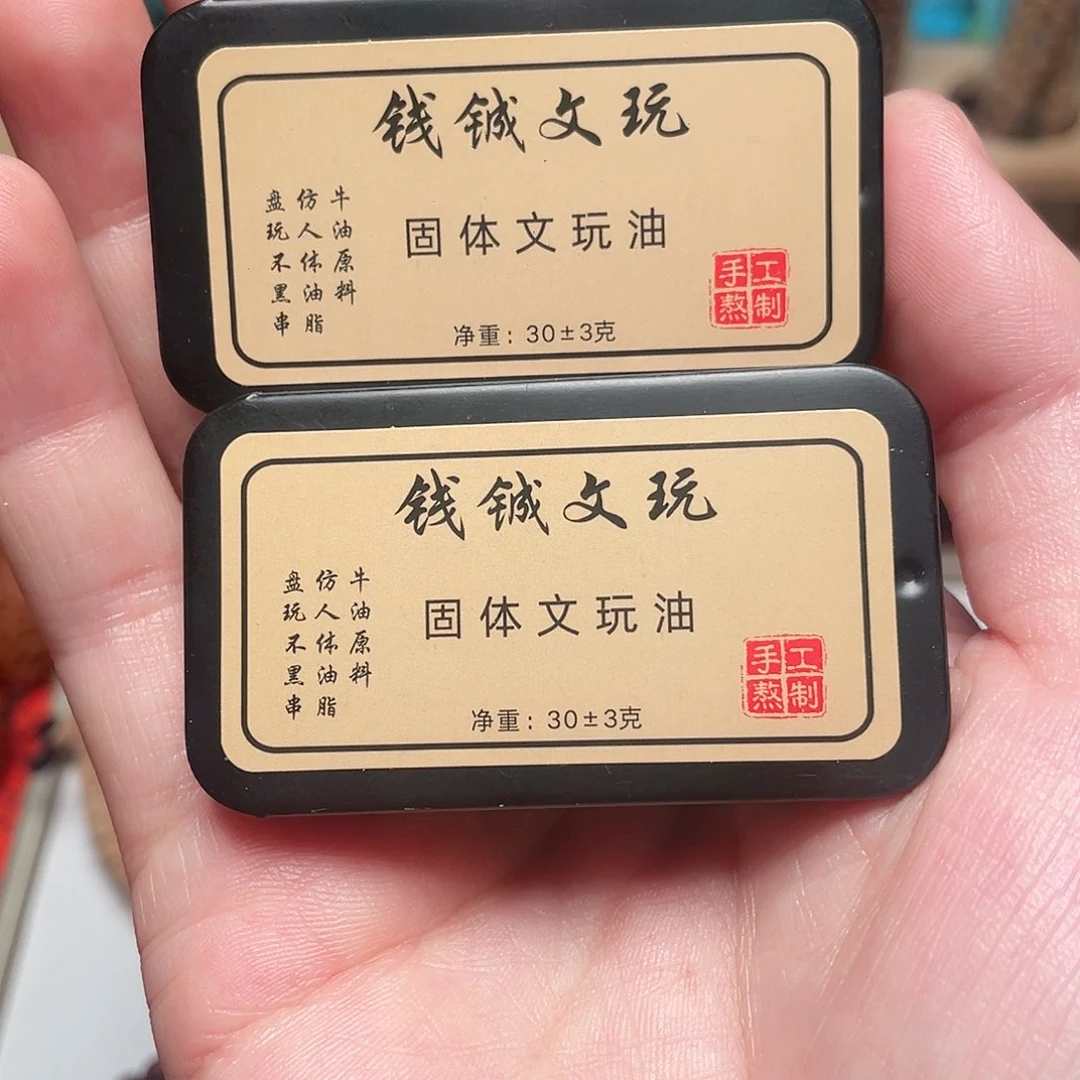 钱铖文玩
牛油原料
仿人体油脂
盘玩不黑串
固体文玩油
手工
熬制
净重：30±3克
钱铖文玩
牛油原料
仿人体油脂
盘玩不黑串
固体文玩油
手工
熬制
净重：30±3克